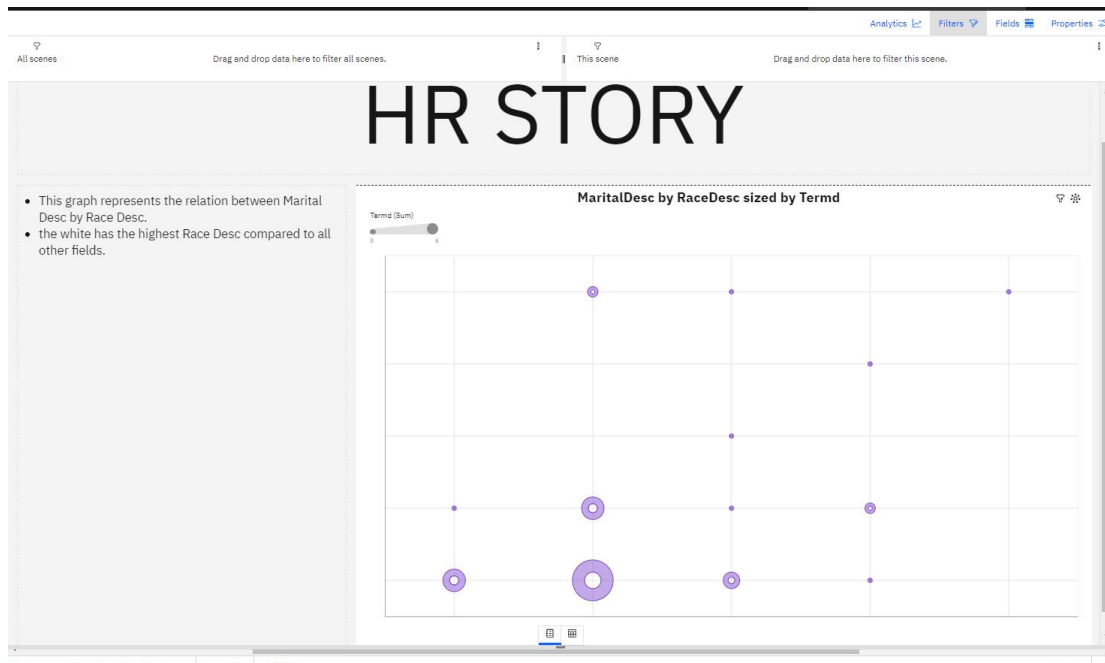 Analytics Filters Fields Properties
All scenes Drag and drop data here to filter all scenes. This scene Drag and drop data here to filter this scene.
HR STORY
• This graph represents the relation between Marital
Desc by Race Desc.
• the white has the highest Race Desc compared to all
other fields.
MaritalDesc by RaceDesc sized by Termd
Termd (Sum)
0 6